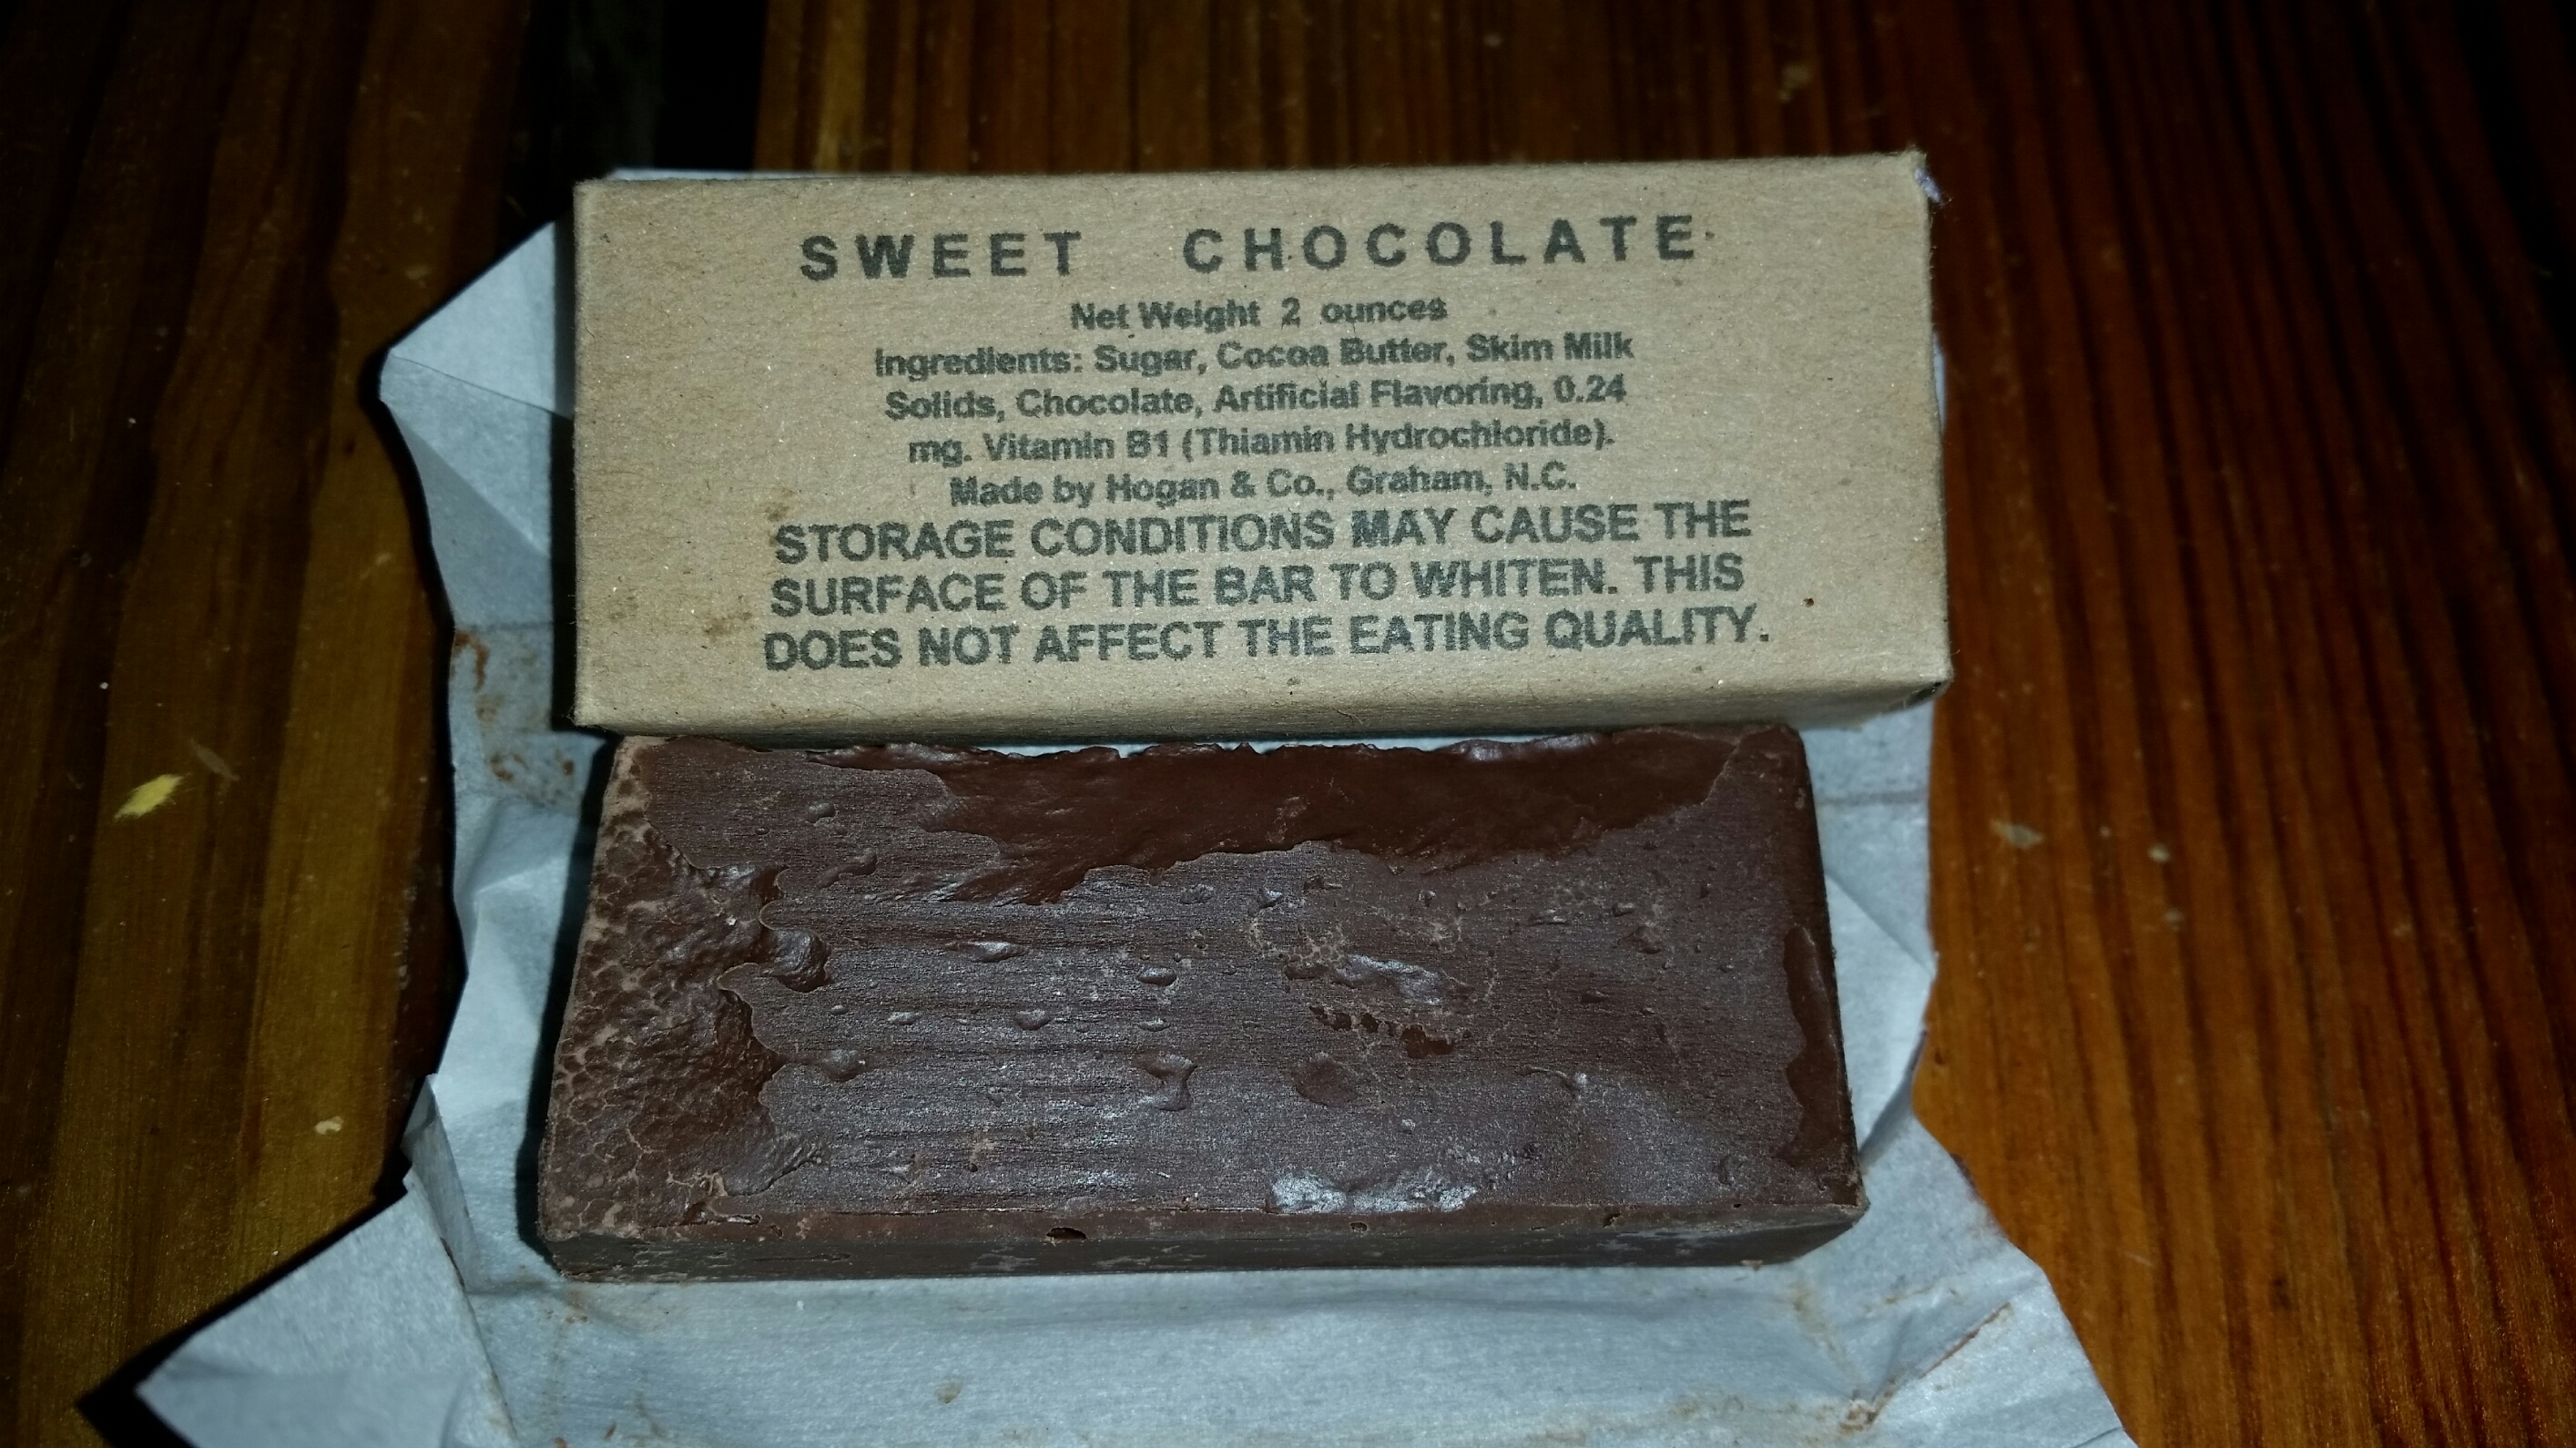 SWEET CHOCOLATE
Net Weight 2 ounces
Ingredients: Sugar, Cocoa Butter, Skim Milk
Solids, Chocolate, Artificial Flavoring, 0.24
mg. Vitamin B1 (Thiamin Hydrochloride).
Made by Hogan & Co., Graham, N.C.
STORAGE CONDITIONS MAY CAUSE THE
SURFACE OF THE BAR TO WHITEN. THIS
DOES NOT AFFECT THE EATING QUALITY.